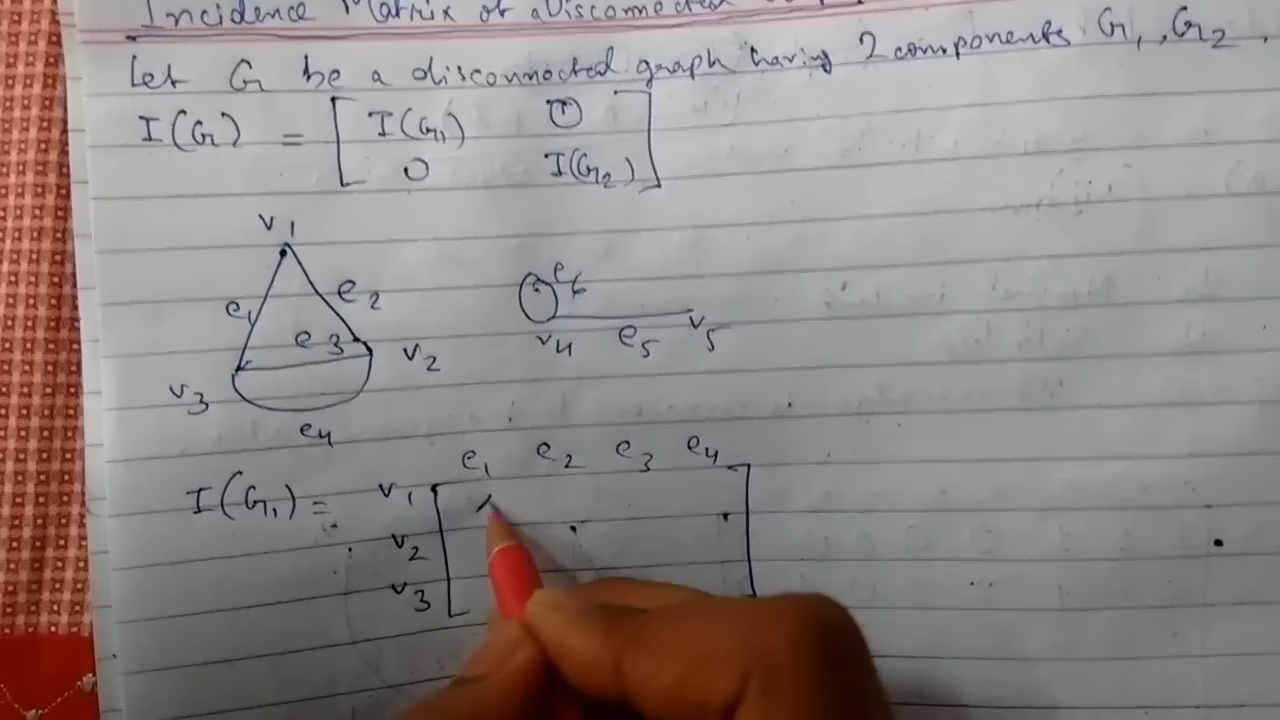 Incidence Matrix of a Disconnected
Let G be a disconnected graph having 2 components G₁, G₂.
I(G) = [ I(G₁) 0
0 I(G₂) ]
v₁
e₁ e₂
e₃
v₃ v₂
e₄
e₆
v₄ e₅ v₅
e₁ e₂ e₃ e₄
I(G₁) = v₁
v₂
v₃